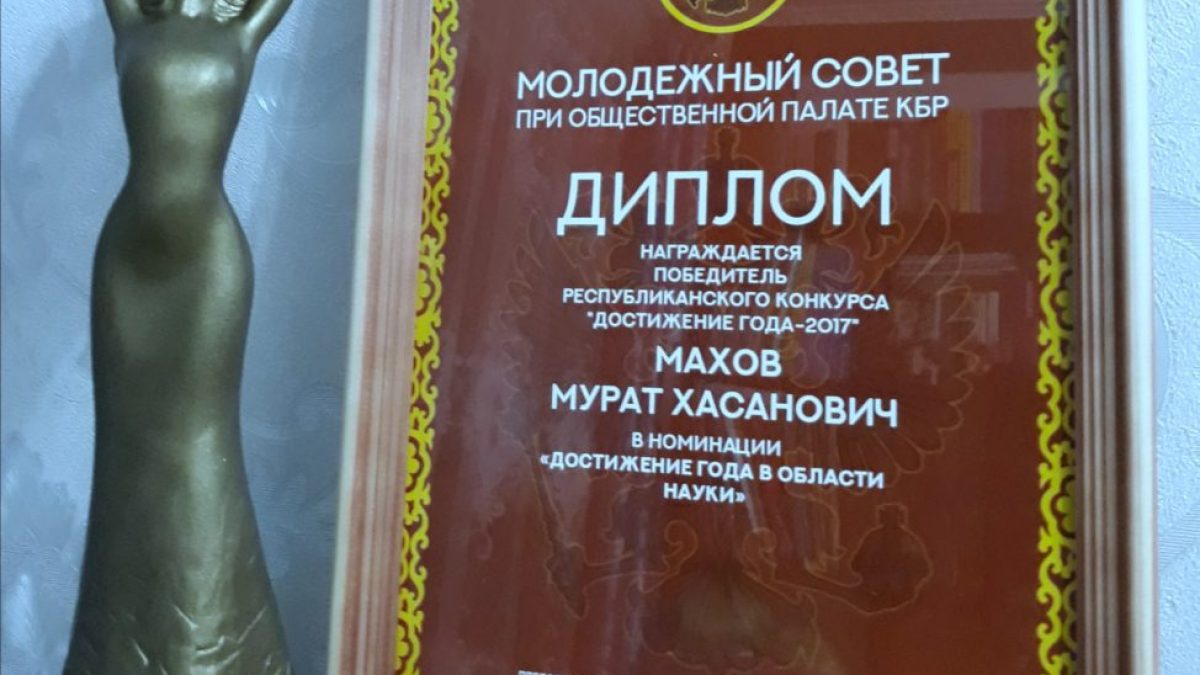 МОЛОДЕЖНЫЙ СОВЕТ
ПРИ ОБЩЕСТВЕННОЙ ПАЛАТЕ КБР
ДИПЛОМ
НАГРАЖДАЕТСЯ
ПОБЕДИТЕЛЬ
РЕСПУБЛИКАНСКОГО КОНКУРСА
"ДОСТИЖЕНИЕ ГОДА-2017"
МАХОВ
МУРАТ ХАСАНОВИЧ
В НОМИНАЦИИ
«ДОСТИЖЕНИЕ ГОДА В ОБЛАСТИ
НАУКИ»